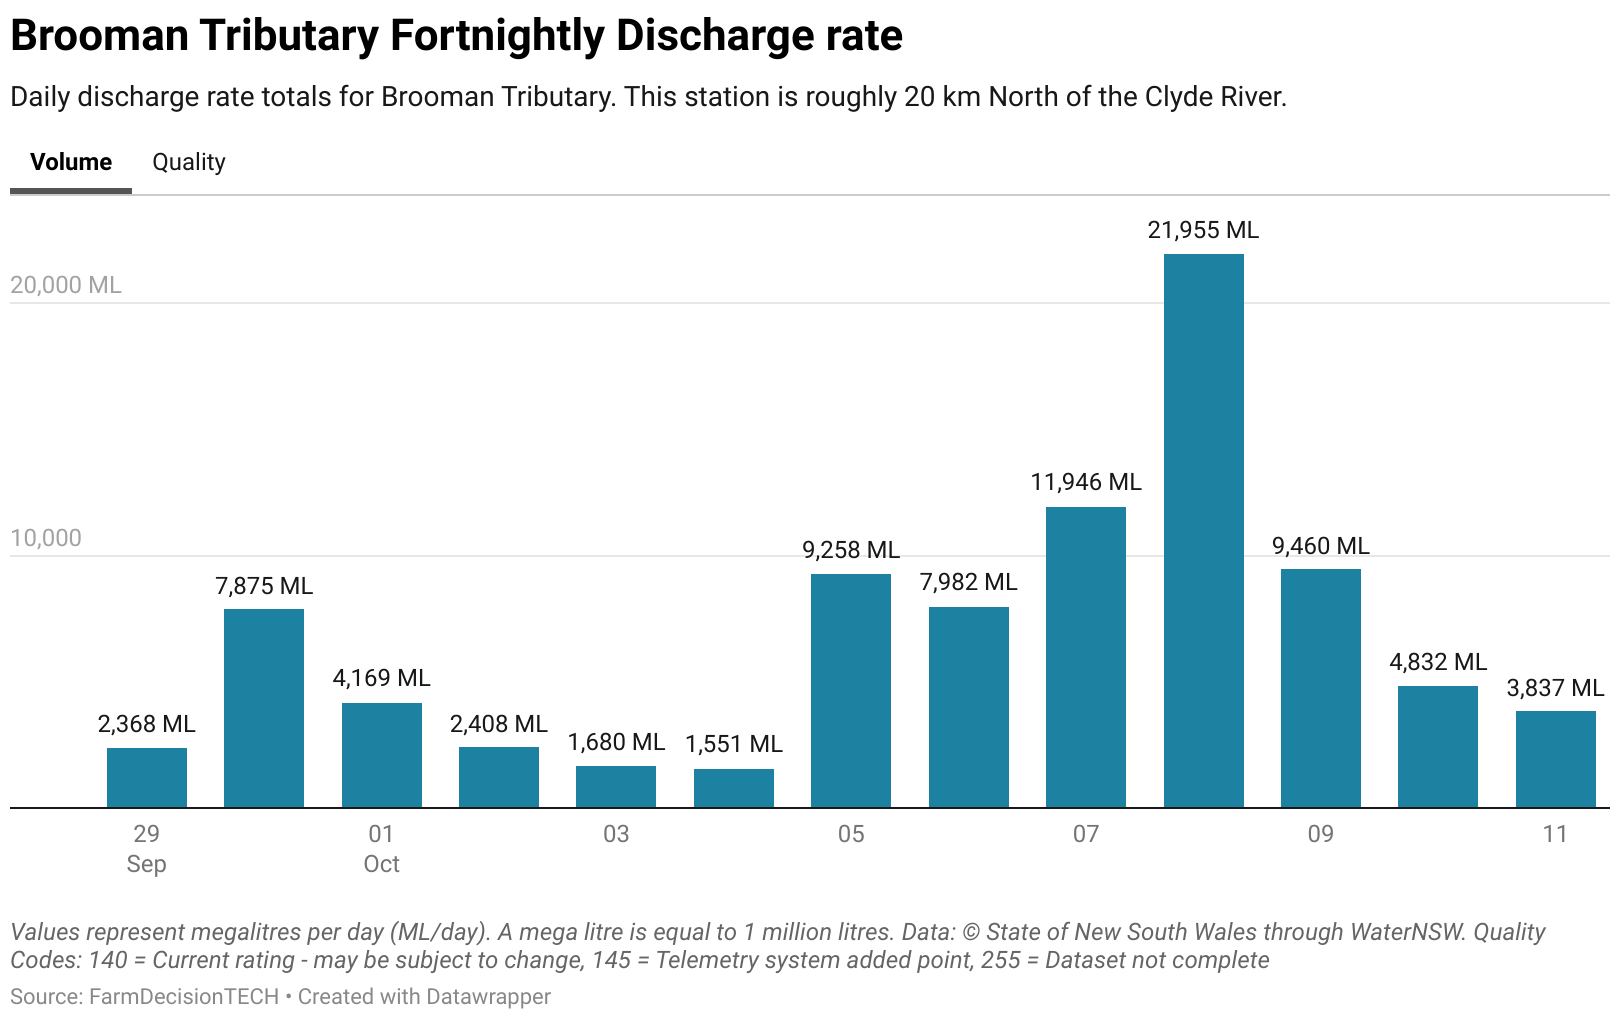 Brooman Tributary Fortnightly Discharge rate
Daily discharge rate totals for Brooman Tributary. This station is roughly 20 km North of the Clyde River.
Volume Quality
21,955 ML
20,000 ML
11,946 ML
10,000
9,258 ML
9,460 ML
7,982 ML
7,875 ML
4,832 ML
4,169 ML
3,837 ML
2,368 ML
2,408 ML
1,680 ML
1,551 ML
29 01 03 05 07 09 11
Sep Oct
Values represent megalitres per day (ML/day). A mega litre is equal to 1 million litres. Data: © State of New South Wales through WaterNSW. Quality
Codes: 140 = Current rating - may be subject to change, 145 = Telemetry system added point, 255 = Dataset not complete
Source: FarmDecisionTECH • Created with Datawrapper